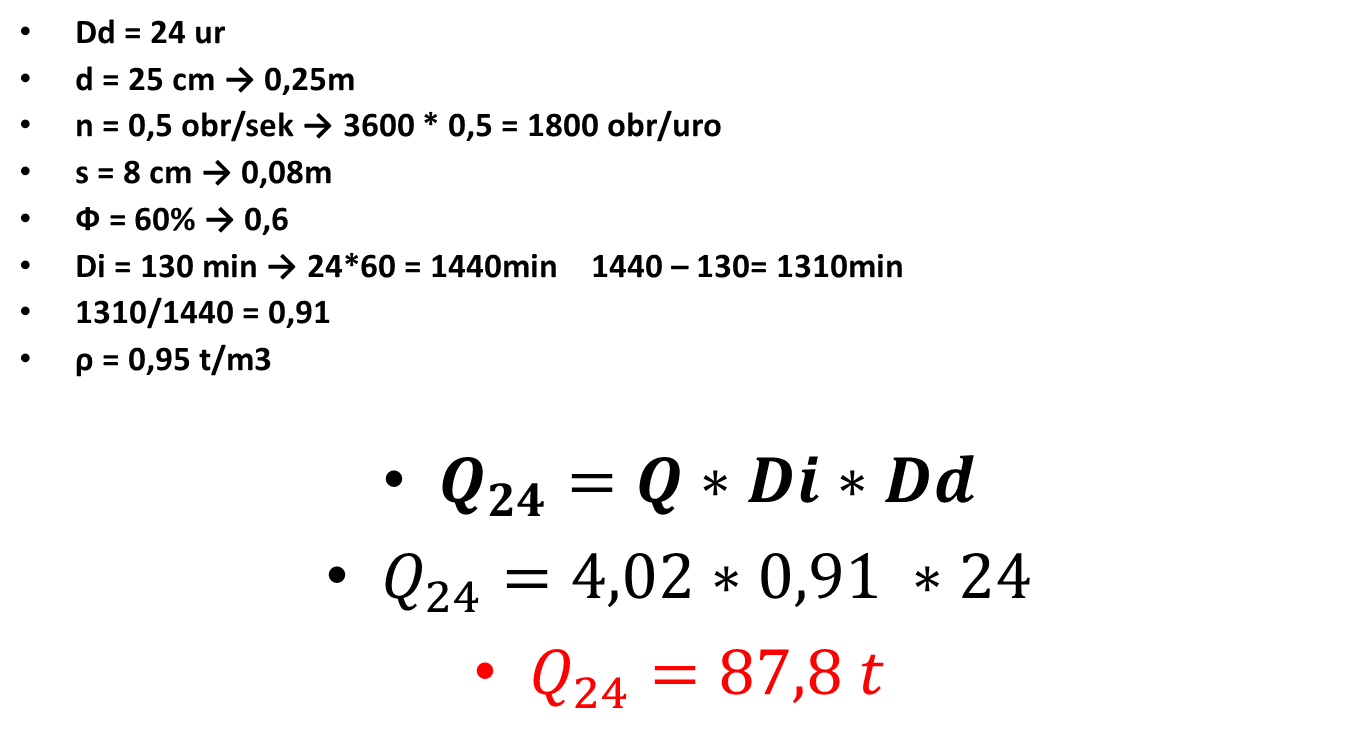 • Dd = 24 ur
• d = 25 cm → 0,25m
• n = 0,5 obr/sek → 3600 * 0,5 = 1800 obr/uro
• s = 8 cm → 0,08m
• Φ = 60% → 0,6
• Di = 130 min → 24*60 = 1440min 1440 – 130= 1310min
• 1310/1440 = 0,91
• ρ = 0,95 t/m3
• Q₂₄ = Q ∗ Di ∗ Dd
• Q₂₄ = 4,02 ∗ 0,91 ∗ 24
• Q₂₄ = 87,8 t